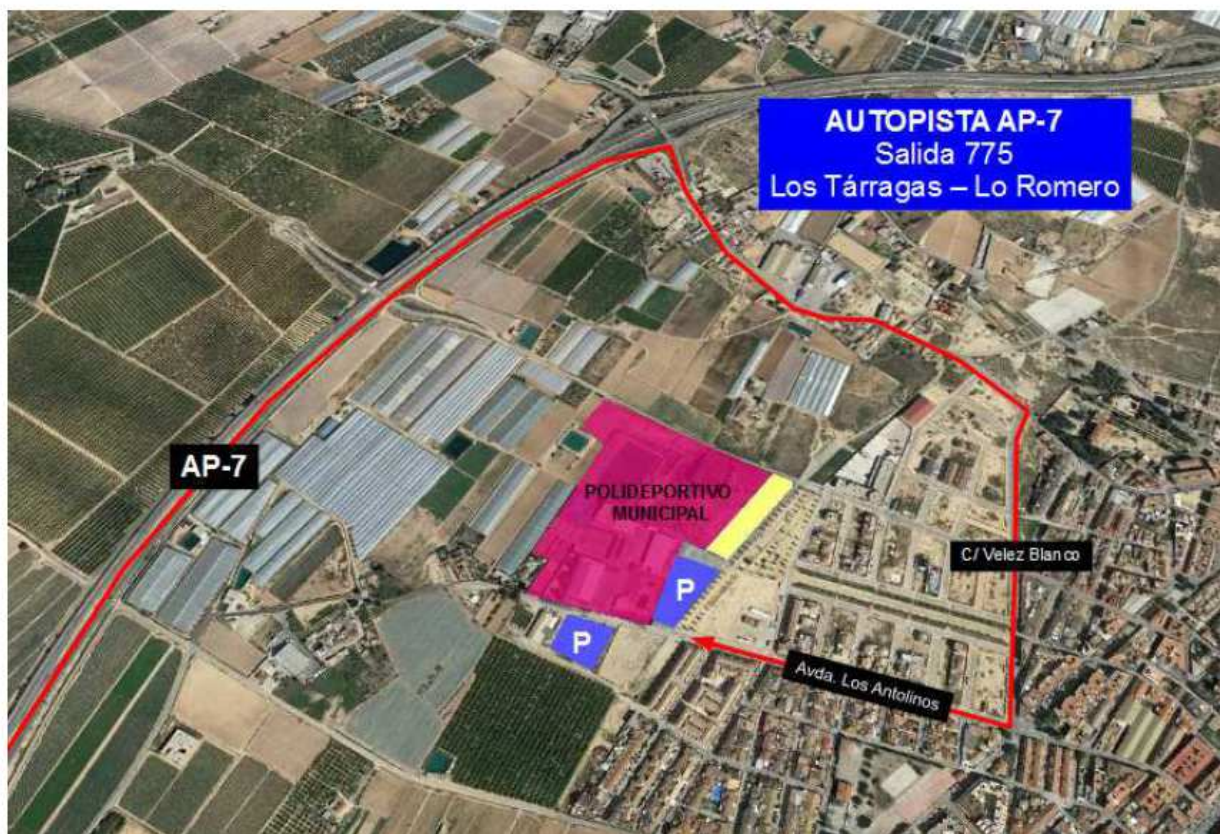 AUTOPISTA AP-7
Salida 775
Los Tárragas – Lo Romero
AP-7
POLIDEPORTIVO
MUNICIPAL
C/ Velez Blanco
P
P
Avda. Los Antolinos